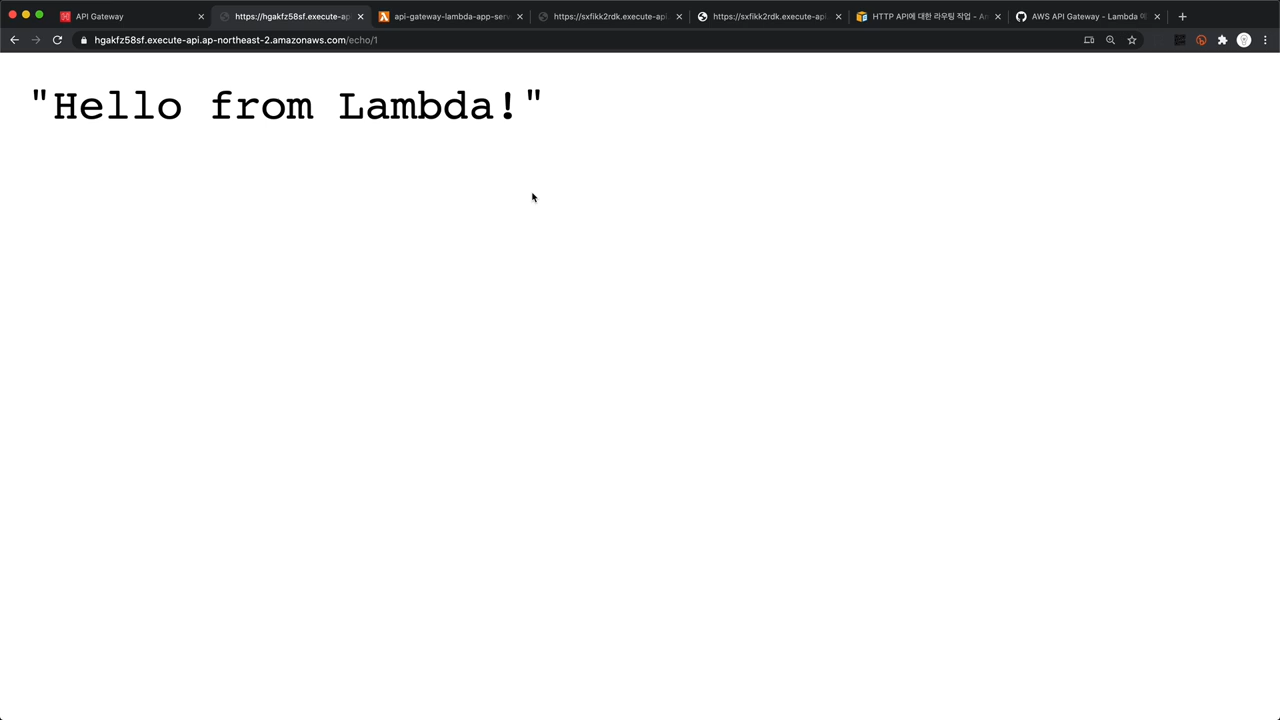 API Gateway
https://hgakfz58sf.execute-ap
api-gateway-lambda-app-serv
https://sxfikk2rdk.execute-api.
https://sxfikk2rdk.execute-api.
HTTP API에 대한 라우팅 작업 - An
AWS API Gateway - Lambda 예
hgakfz58sf.execute-api.ap-northeast-2.amazonaws.com/echo/1
"Hello from Lambda!"